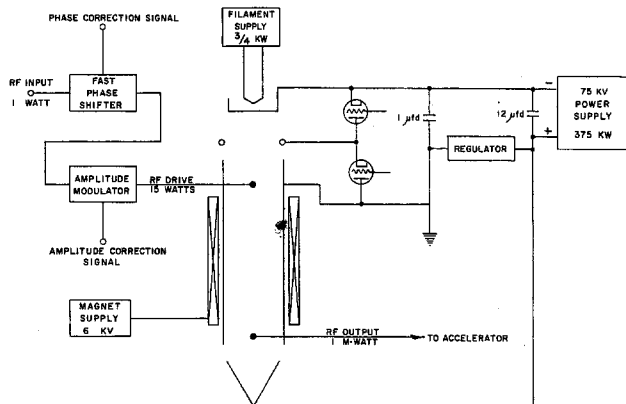 PHASE CORRECTION SIGNAL
FILAMENT
SUPPLY
3/4 KW
RF INPUT
1 WATT
FAST
PHASE
SHIFTER
AMPLITUDE
MODULATOR
RF DRIVE
15 WATTS
AMPLITUDE CORRECTION
SIGNAL
MAGNET
SUPPLY
6 KV
RF OUTPUT
1 M-WATT
TO ACCELERATOR
1 μfd
REGULATOR
12 μfd
-
+
75 KV
POWER
SUPPLY
375 KW